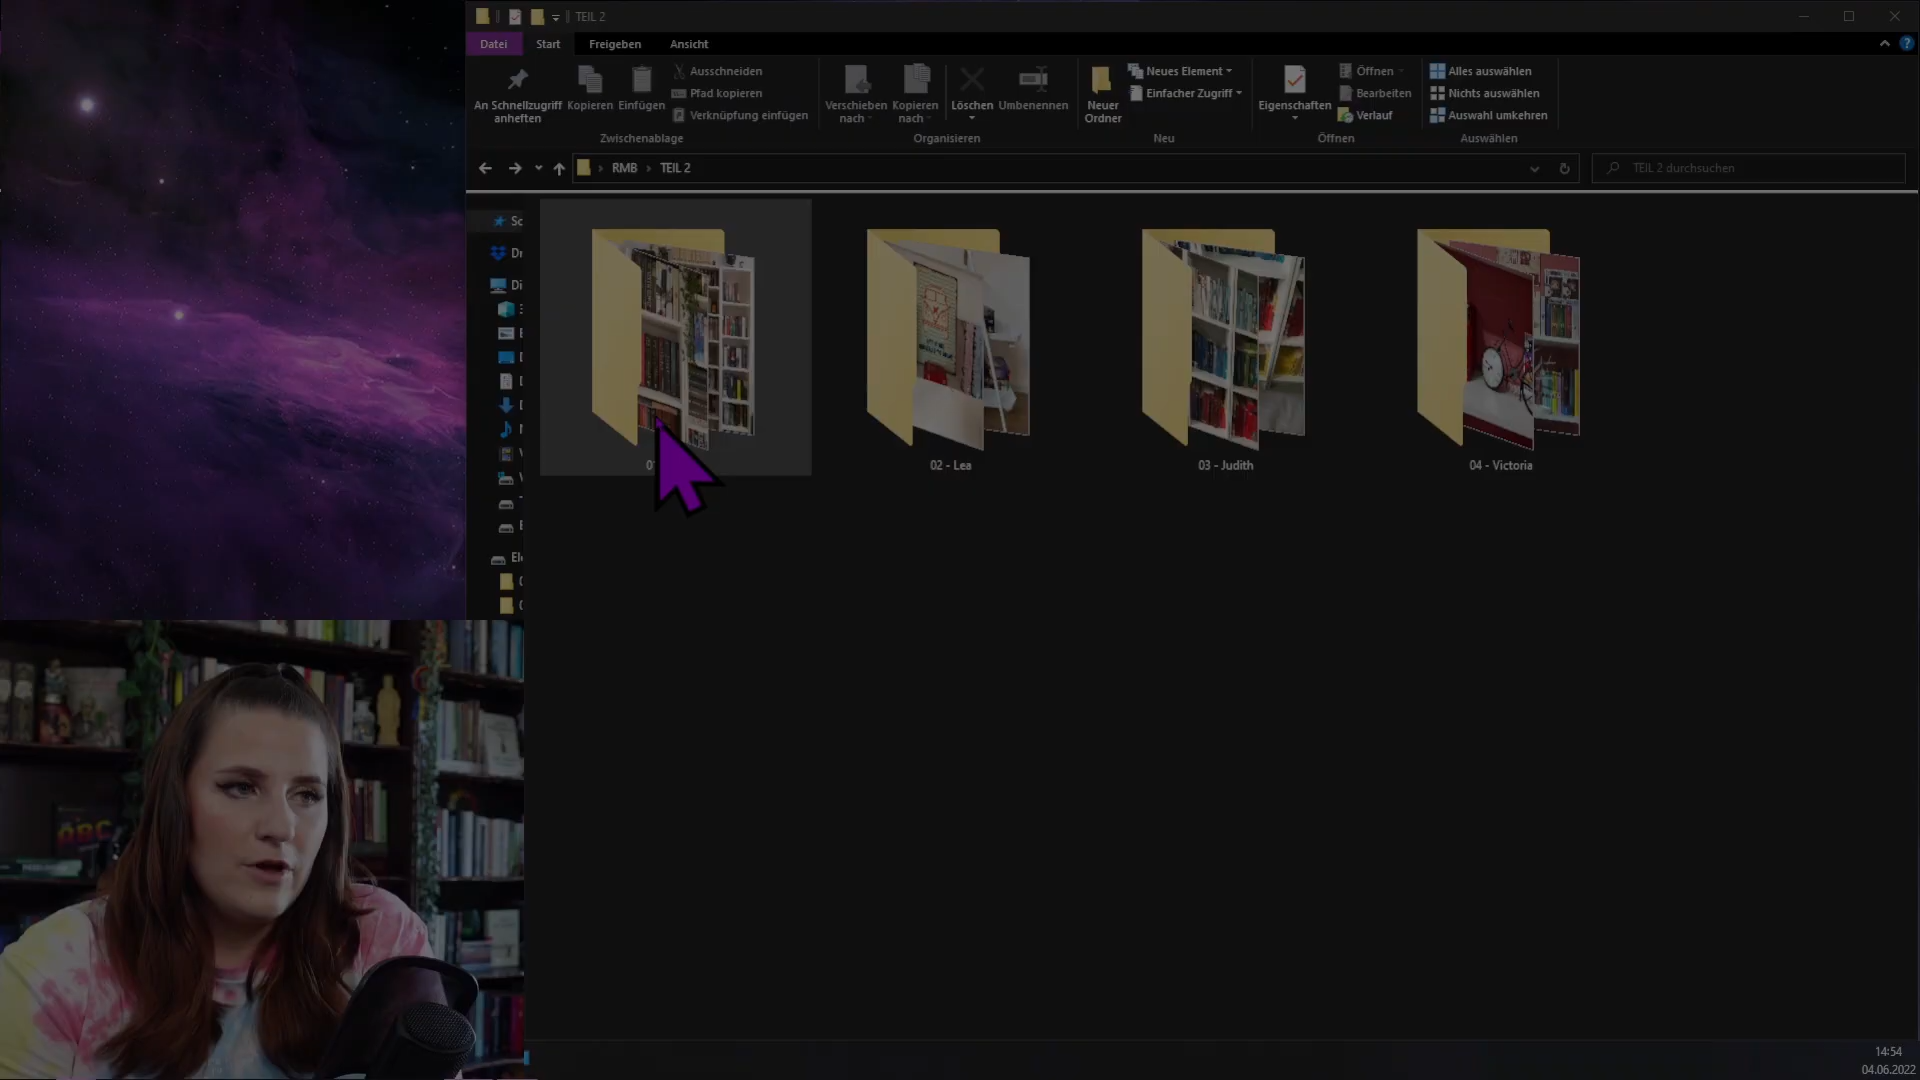 TEIL 2
Datei Start Freigeben Ansicht
An Schnellzugriff anheften
Kopieren
Einfügen
Ausschneiden
Pfad kopieren
Verknüpfung einfügen
Zwischenablage
Verschieben nach
Kopieren nach
Löschen
Umbenennen
Organisieren
Neuer Ordner
Neues Element
Einfacher Zugriff
Neu
Eigenschaften
Öffnen
Bearbeiten
Verlauf
Öffnen
Alles auswählen
Nichts auswählen
Auswahl umkehren
Auswählen
RMB TEIL 2
TEIL 2 durchsuchen
02 - Lea
03 - Judith
04 - Victoria
14:54
04.06.2022